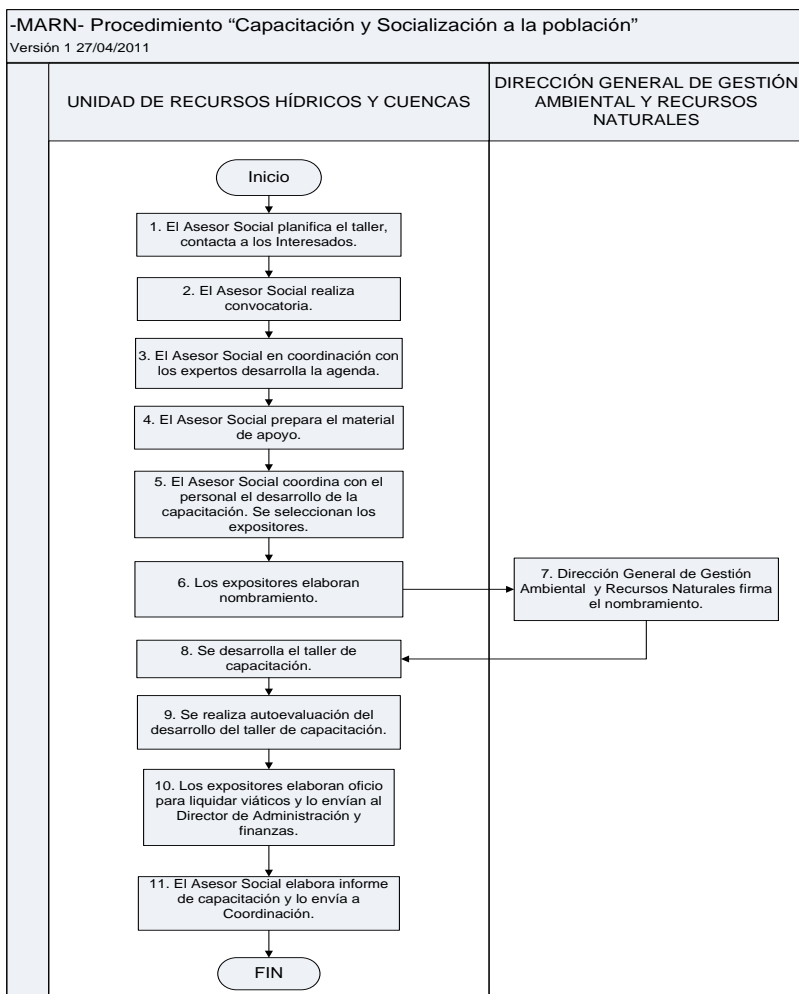 -MARN- Procedimiento “Capacitación y Socialización a la población”
Versión 1 27/04/2011
UNIDAD DE RECURSOS HÍDRICOS Y CUENCAS
DIRECCIÓN GENERAL DE GESTIÓN
AMBIENTAL Y RECURSOS
NATURALES
Inicio
1. El Asesor Social planifica el taller,
contacta a los Interesados.
2. El Asesor Social realiza
convocatoria.
3. El Asesor Social en coordinación con
los expertos desarrolla la agenda.
4. El Asesor Social prepara el material
de apoyo.
5. El Asesor Social coordina con el
personal el desarrollo de la
capacitación. Se seleccionan los
expositores.
6. Los expositores elaboran
nombramiento.
7. Dirección General de Gestión
Ambiental y Recursos Naturales firma
el nombramiento.
8. Se desarrolla el taller de
capacitación.
9. Se realiza autoevaluación del
desarrollo del taller de capacitación.
10. Los expositores elaboran oficio
para liquidar viáticos y lo envían al
Director de Administración y
finanzas.
11. El Asesor Social elabora informe
de capacitación y lo envía a
Coordinación.
FIN